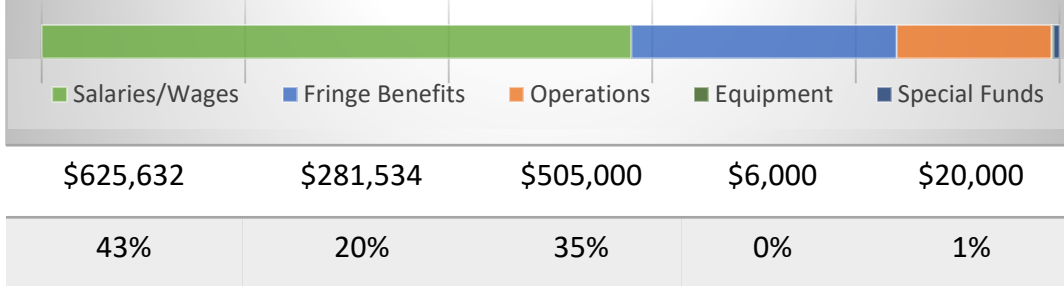 Salaries/Wages Fringe Benefits Operations Equipment Special Funds
$625,632 $281,534 $505,000 $6,000 $20,000
43% 20% 35% 0% 1%